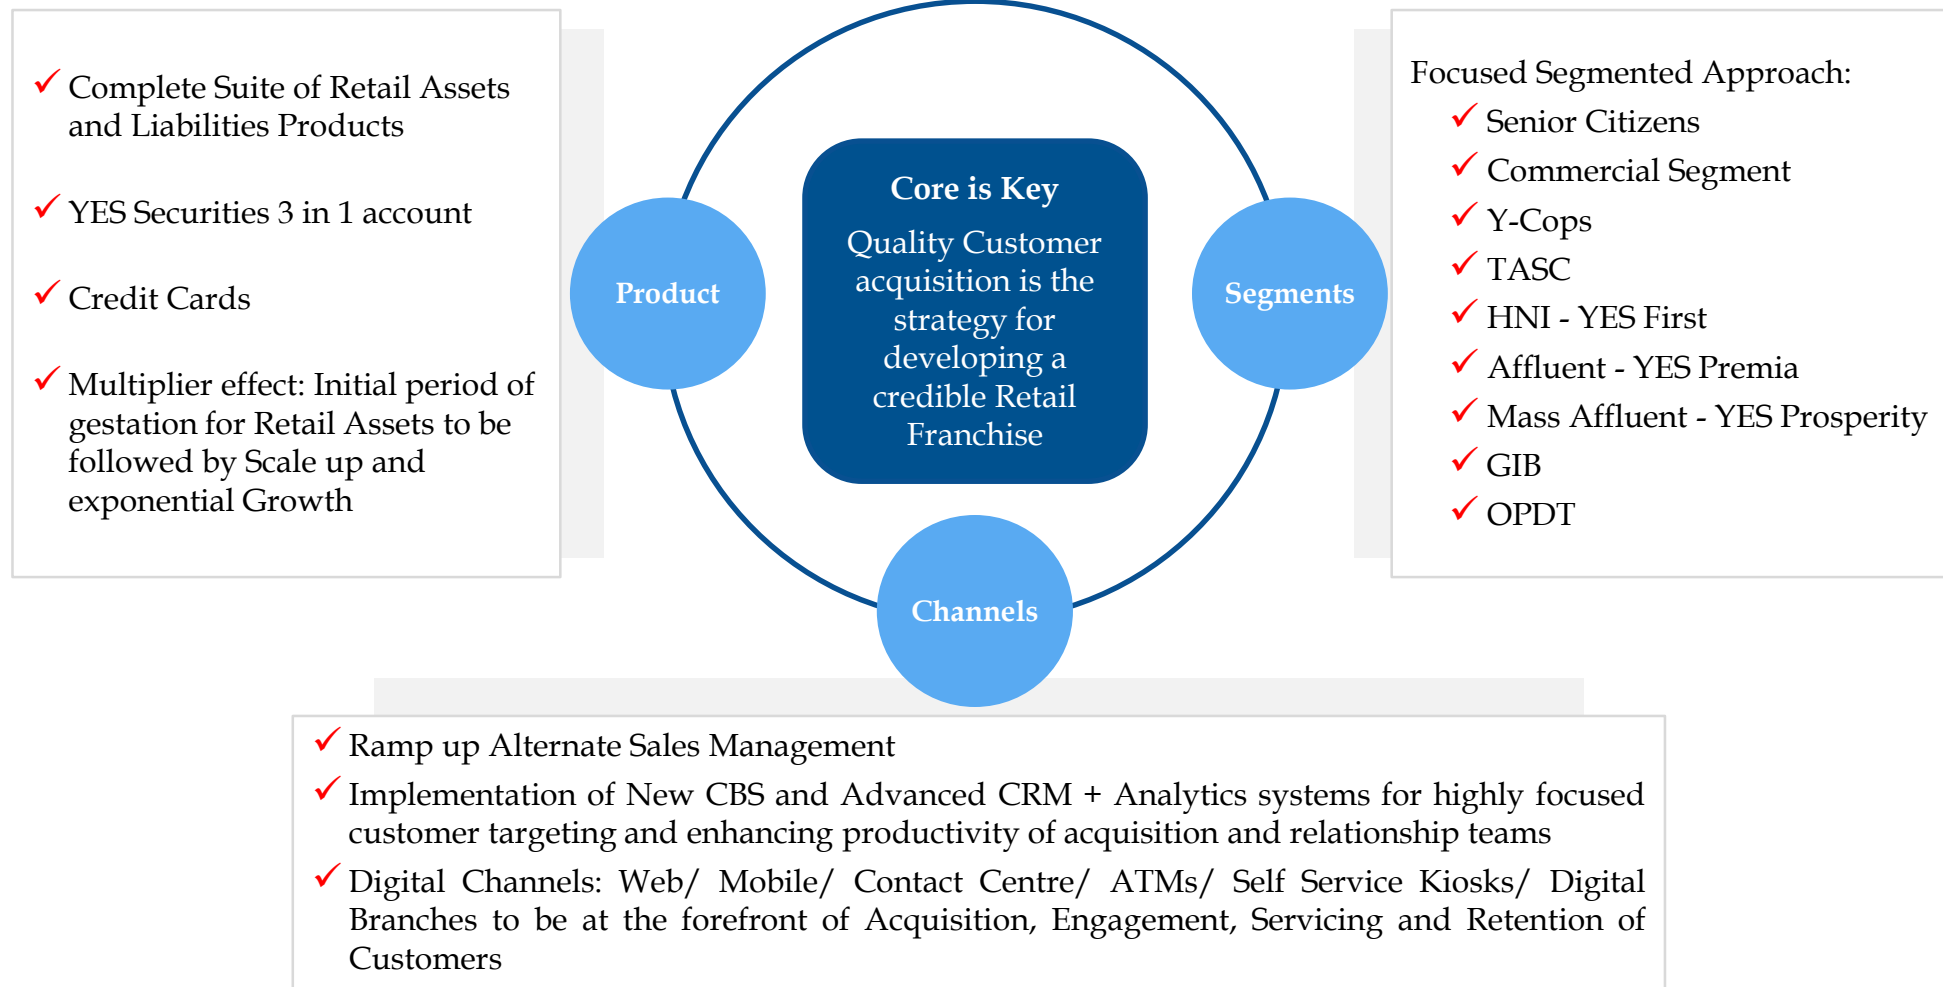 Complete Suite of Retail Assets
and Liabilities Products
YES Securities 3 in 1 account
Credit Cards
Multiplier effect: Initial period of
gestation for Retail Assets to be
followed by Scale up and
exponential Growth
Product
Core is Key
Quality Customer
acquisition is the
strategy for
developing a
credible Retail
Franchise
Segments
Focused Segmented Approach:
Senior Citizens
Commercial Segment
Y-Cops
TASC
HNI - YES First
Affluent - YES Premia
Mass Affluent - YES Prosperity
GIB
OPDT
Channels
Ramp up Alternate Sales Management
Implementation of New CBS and Advanced CRM + Analytics systems for highly focused
customer targeting and enhancing productivity of acquisition and relationship teams
Digital Channels: Web/ Mobile/ Contact Centre/ ATMs/ Self Service Kiosks/ Digital
Branches to be at the forefront of Acquisition, Engagement, Servicing and Retention of
Customers